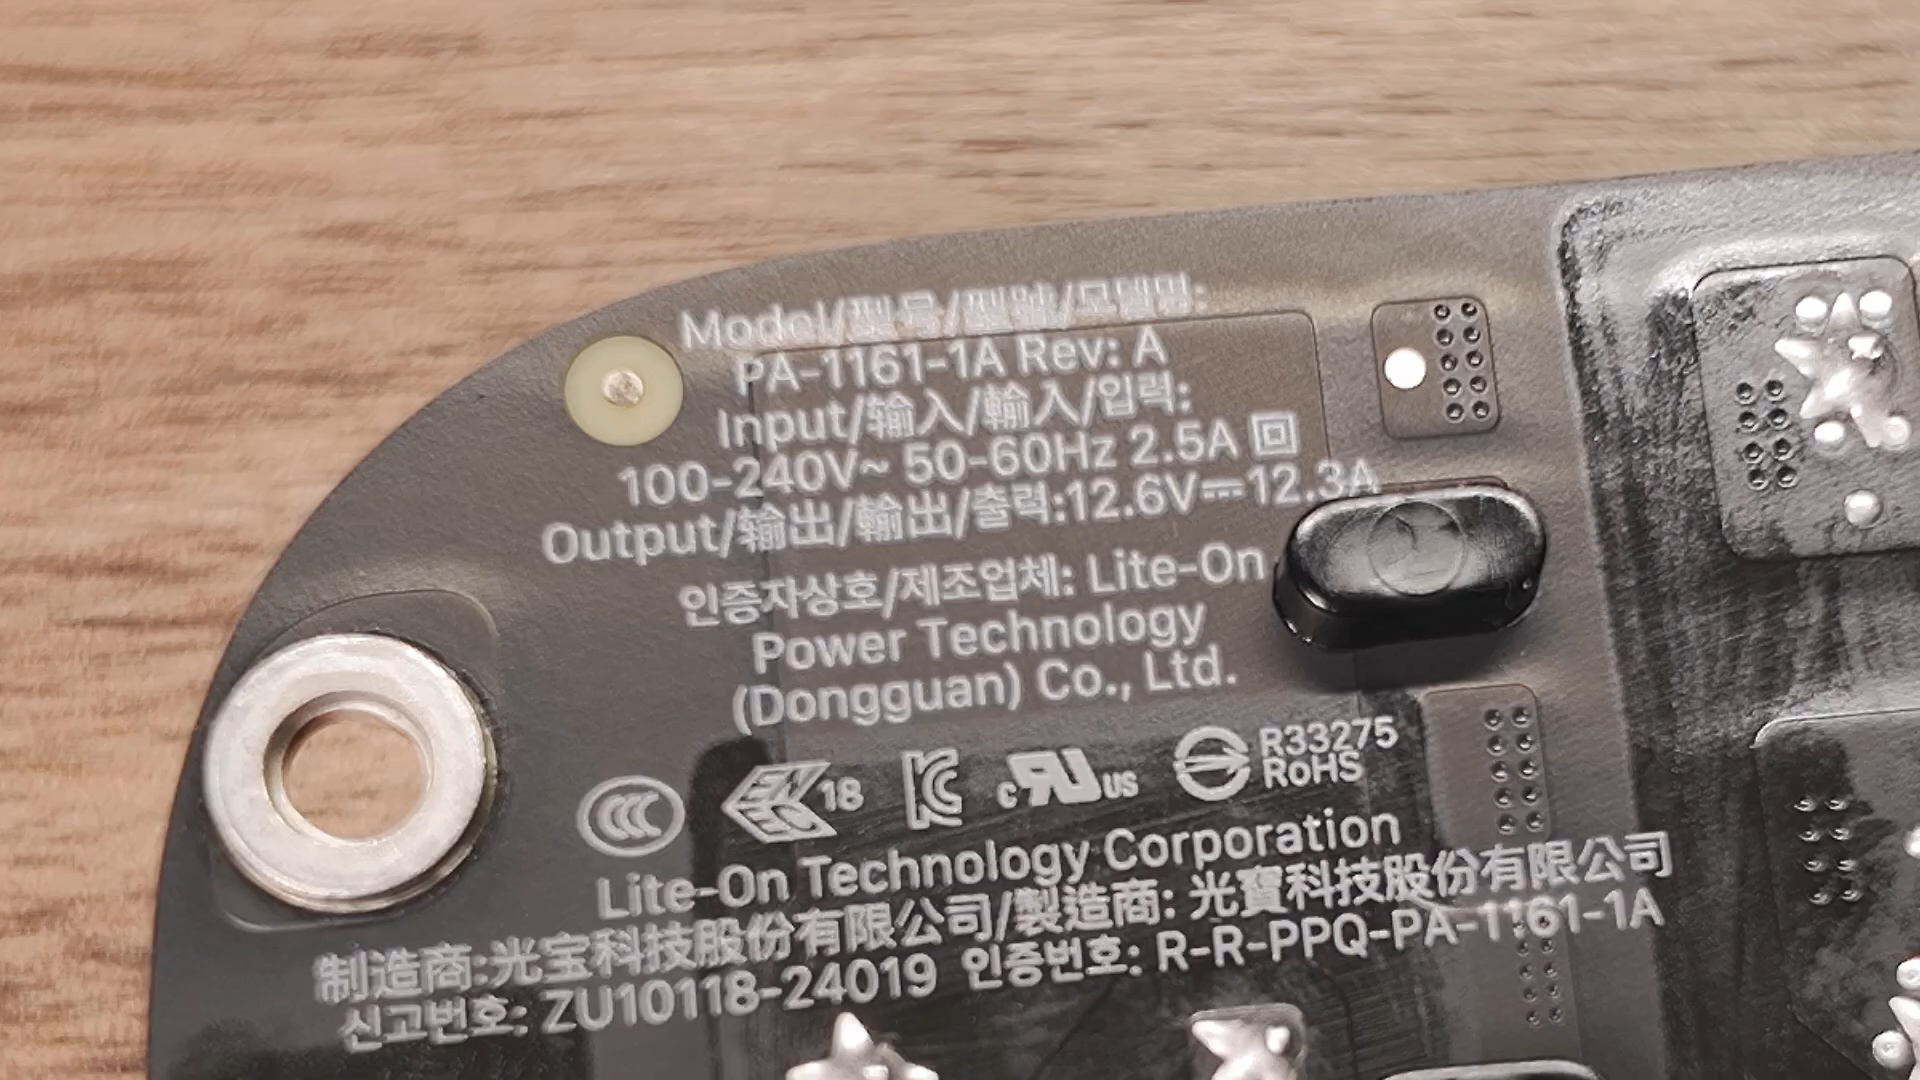 Model/型号/型號/모델명:
PA-1161-1A Rev: A
Input/输入/輸入/입력:
100-240V~ 50-60Hz 2.5A
Output/输出/輸出/출력:12.6V⎓12.3A
인증자상호/제조업체: Lite-On
Power Technology
(Dongguan) Co., Ltd.
CCC 18 KC cRUus R33275
RoHS
Lite-On Technology Corporation
制造商:光宝科技股份有限公司/製造商: 光寶科技股份有限公司
신고번호: ZU10118-24019 인증번호: R-R-PPQ-PA-1161-1A